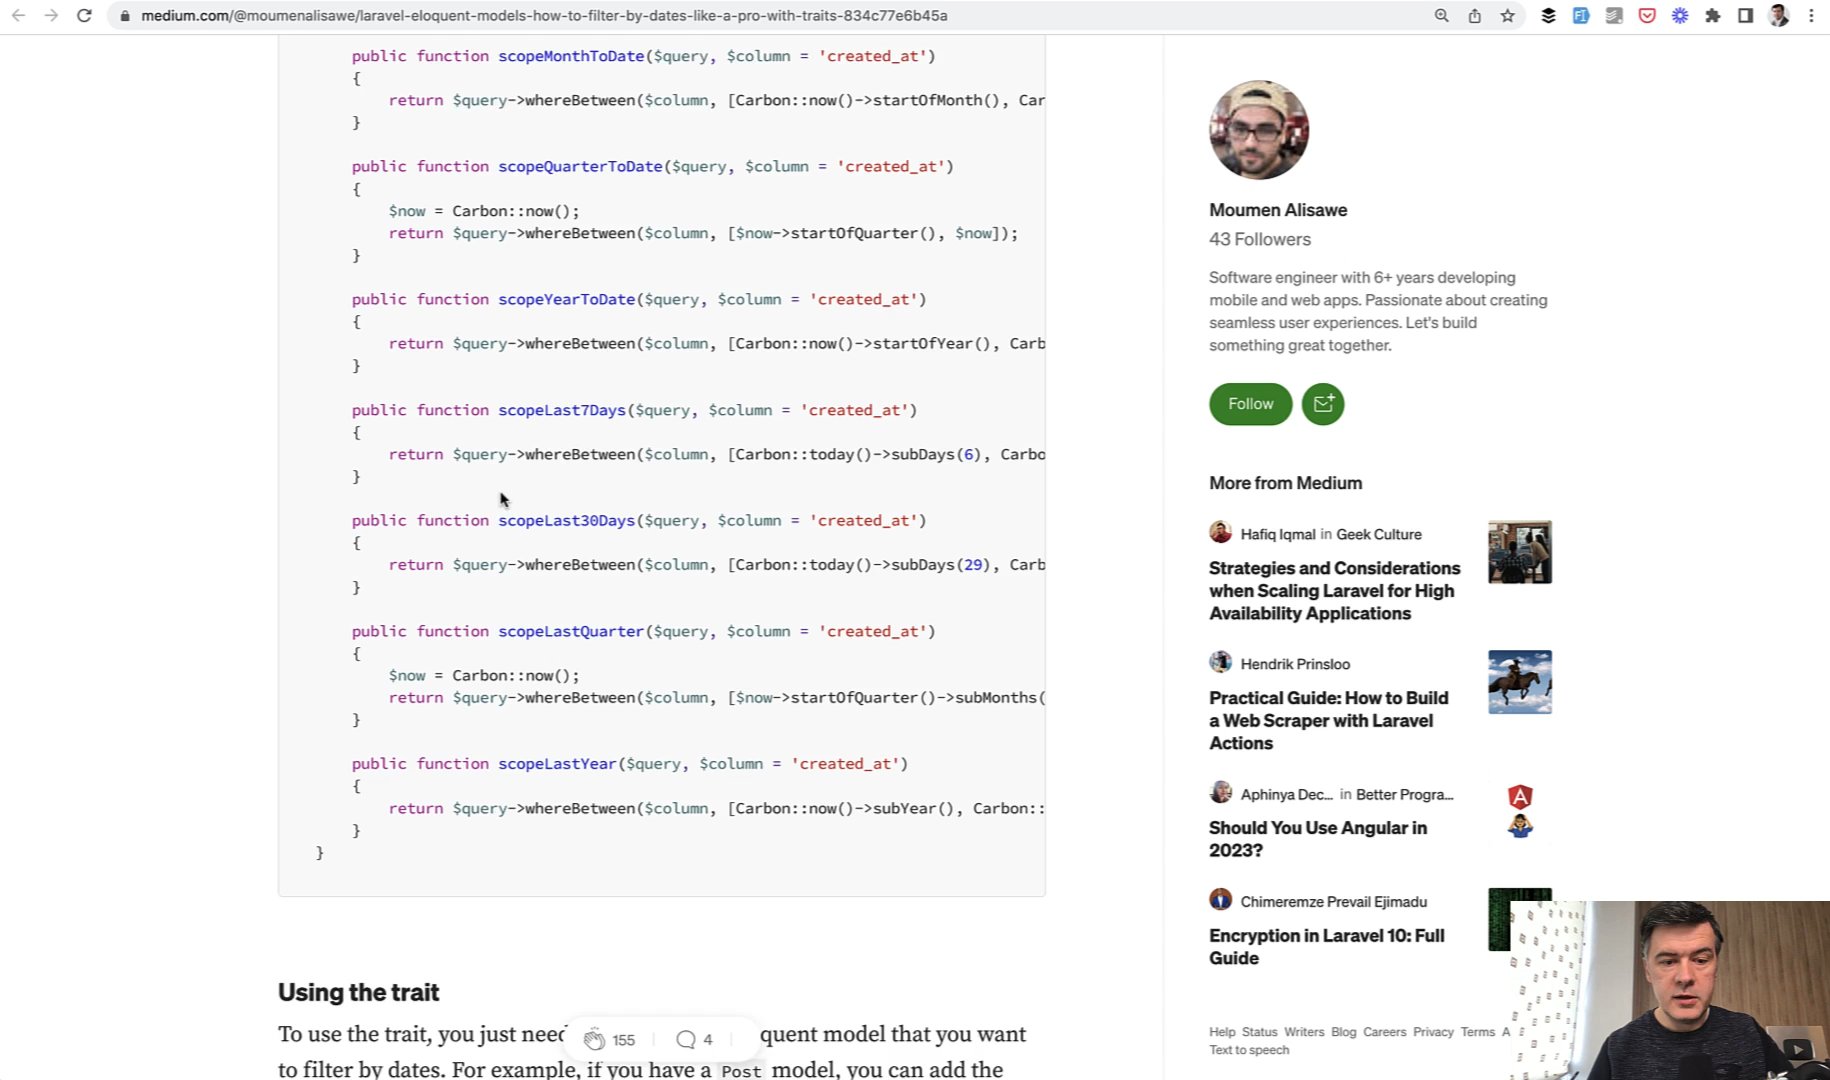 medium.com/@moumenalisawe/laravel-eloquent-models-how-to-filter-by-dates-like-a-pro-with-traits-834c77e6b45a
public function scopeMonthToDate($query, $column = 'created_at')
{
return $query->whereBetween($column, [Carbon::now()->startOfMonth(), Car
}
public function scopeQuarterToDate($query, $column = 'created_at')
{
$now = Carbon::now();
return $query->whereBetween($column, [$now->startOfQuarter(), $now]);
}
public function scopeYearToDate($query, $column = 'created_at')
{
return $query->whereBetween($column, [Carbon::now()->startOfYear(), Carb
}
public function scopeLast7Days($query, $column = 'created_at')
{
return $query->whereBetween($column, [Carbon::today()->subDays(6), Carbo
}
public function scopeLast30Days($query, $column = 'created_at')
{
return $query->whereBetween($column, [Carbon::today()->subDays(29), Carb
}
public function scopeLastQuarter($query, $column = 'created_at')
{
$now = Carbon::now();
return $query->whereBetween($column, [$now->startOfQuarter()->subMonths(
}
public function scopeLastYear($query, $column = 'created_at')
{
return $query->whereBetween($column, [Carbon::now()->subYear(), Carbon::
}
}
Using the trait
To use the trait, you just need quent model that you want
155
4
to filter by dates. For example, if you have a Post model, you can add the
Moumen Alisawe
43 Followers
Software engineer with 6+ years developing
mobile and web apps. Passionate about creating
seamless user experiences. Let's build
something great together.
Follow
More from Medium
Hafiq Iqmal in Geek Culture
Strategies and Considerations
when Scaling Laravel for High
Availability Applications
Hendrik Prinsloo
Practical Guide: How to Build
a Web Scraper with Laravel
Actions
Aphinya Dec... in Better Progra...
Should You Use Angular in
2023?
Chimeremze Prevail Ejimadu
Encryption in Laravel 10: Full
Guide
Help Status Writers Blog Careers Privacy Terms A
Text to speech